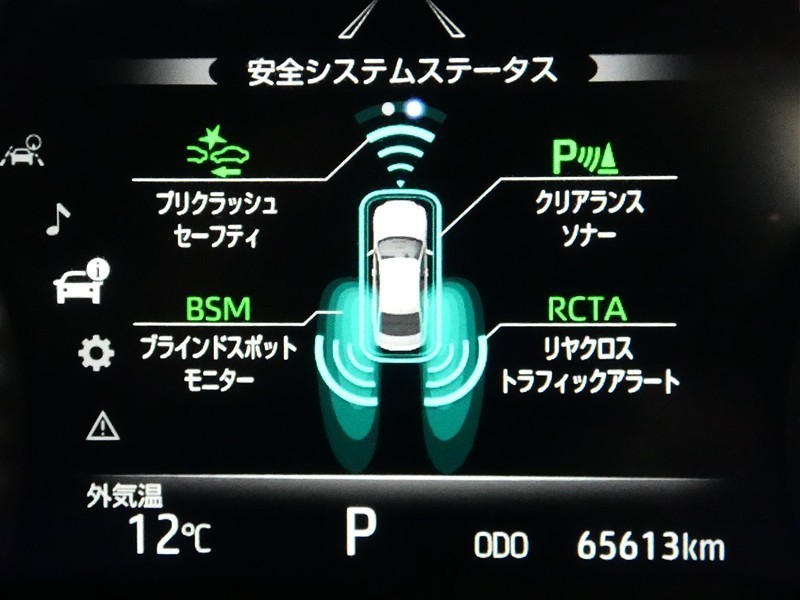 安全システムステータス
プリクラッシュ
セーフティ
P
クリアランス
ソナー
BSM
ブラインドスポット
モニター
RCTA
リヤクロス
トラフィックアラート
外気温
12℃
P
ODO 65613km